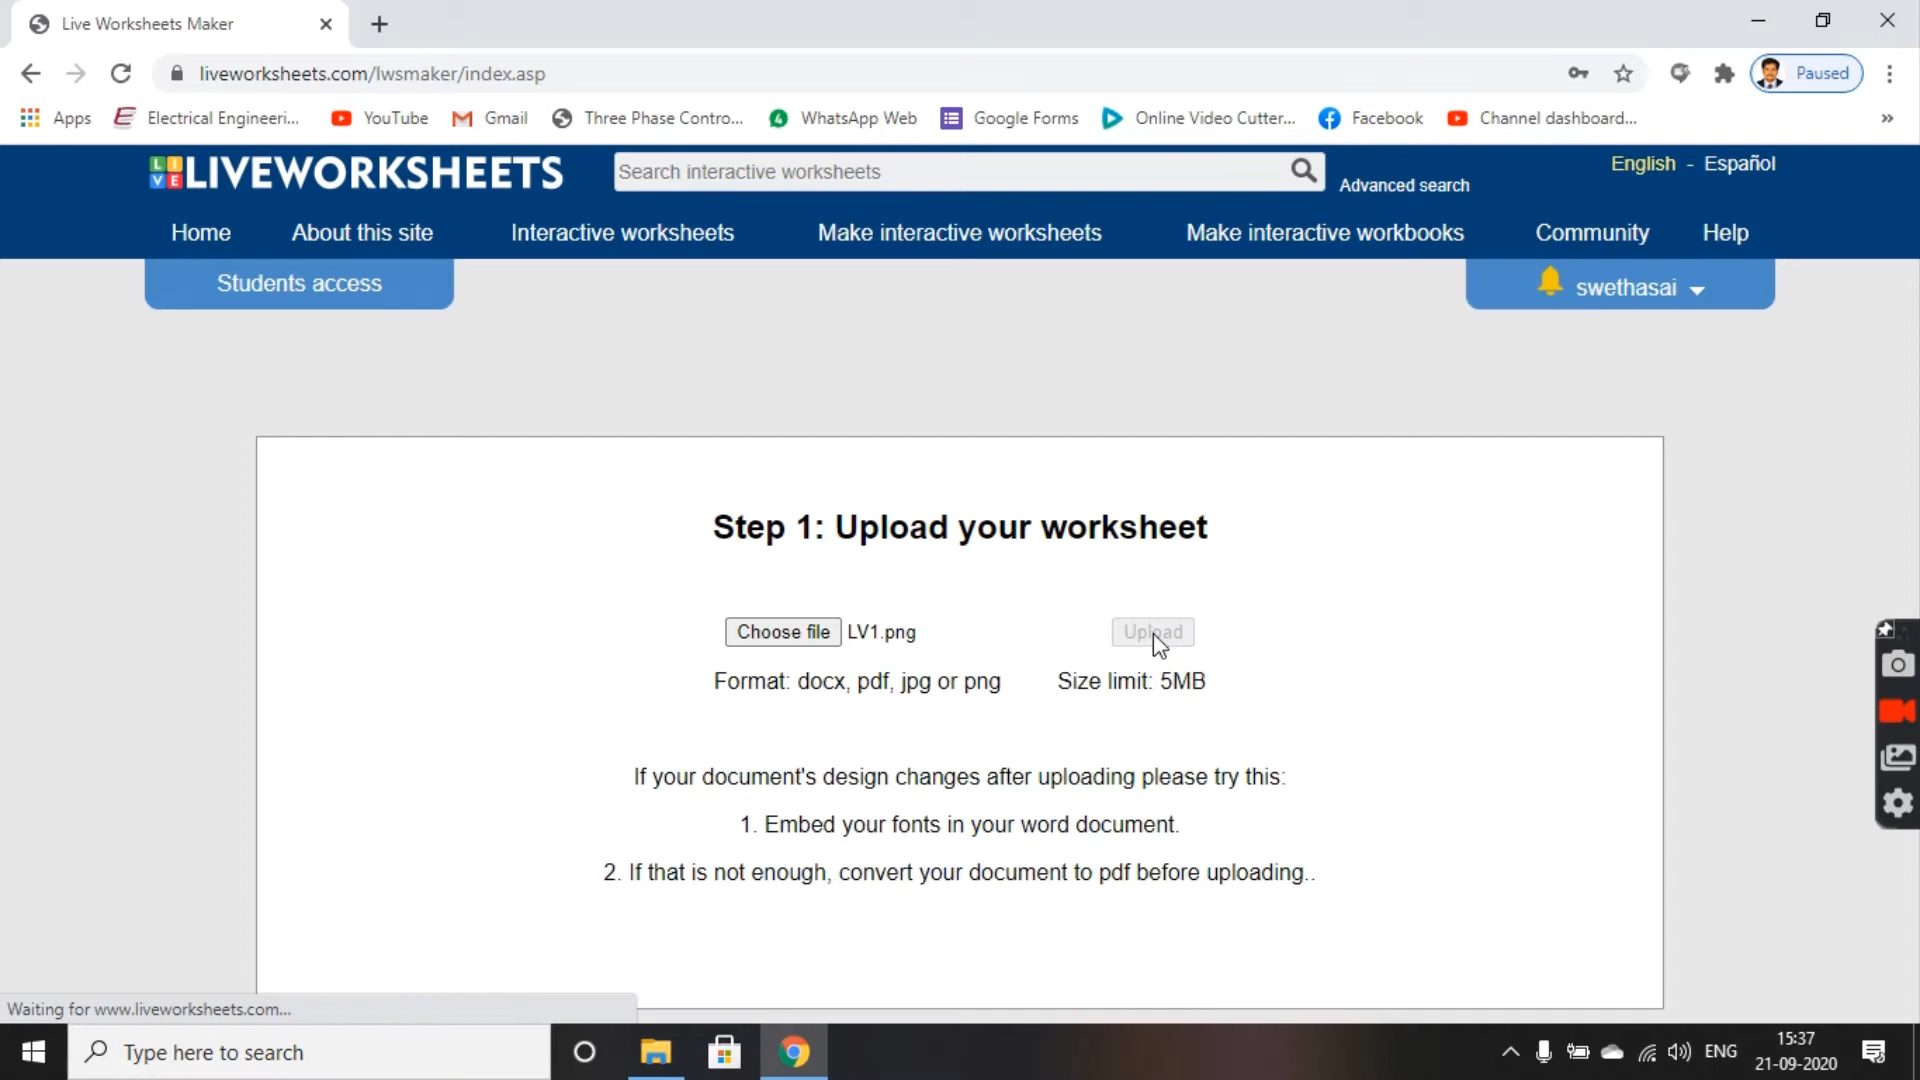 Live Worksheets Maker
liveworksheets.com/lwsmaker/index.asp
Paused
Apps
Electrical Engineeri...
YouTube
Gmail
Three Phase Contro...
WhatsApp Web
Google Forms
Online Video Cutter...
Facebook
Channel dashboard...
»
LIVE
LIVEWORKSHEETS
Search interactive worksheets
Advanced search
English - Español
Home
About this site
Interactive worksheets
Make interactive worksheets
Make interactive workbooks
Community
Help
Students access
swethasai
Step 1: Upload your worksheet
Choose file LV1.png
Upload
Format: docx, pdf, jpg or png
Size limit: 5MB
If your document's design changes after uploading please try this:
1. Embed your fonts in your word document.
2. If that is not enough, convert your document to pdf before uploading..
Waiting for www.liveworksheets.com...
Type here to search
ENG
15:37
21-09-2020